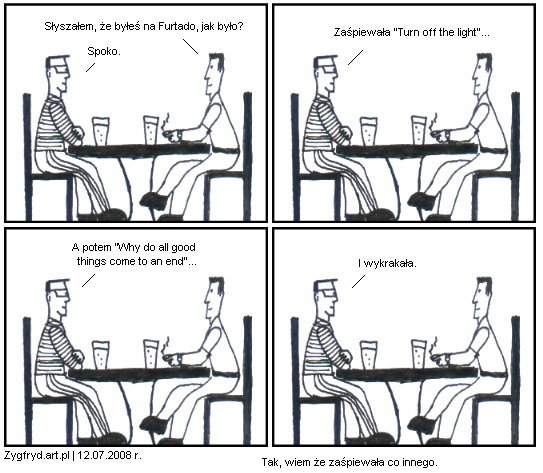 Słyszałem, że byłeś na Furtado, jak było?
Spoko.
Zaśpiewała "Turn off the light"...
A potem "Why do all good
things come to an end"...
I wykrakała.
Zygfryd.art.pl | 12.07.2008 r.
Tak, wiem że zaśpiewała co innego.